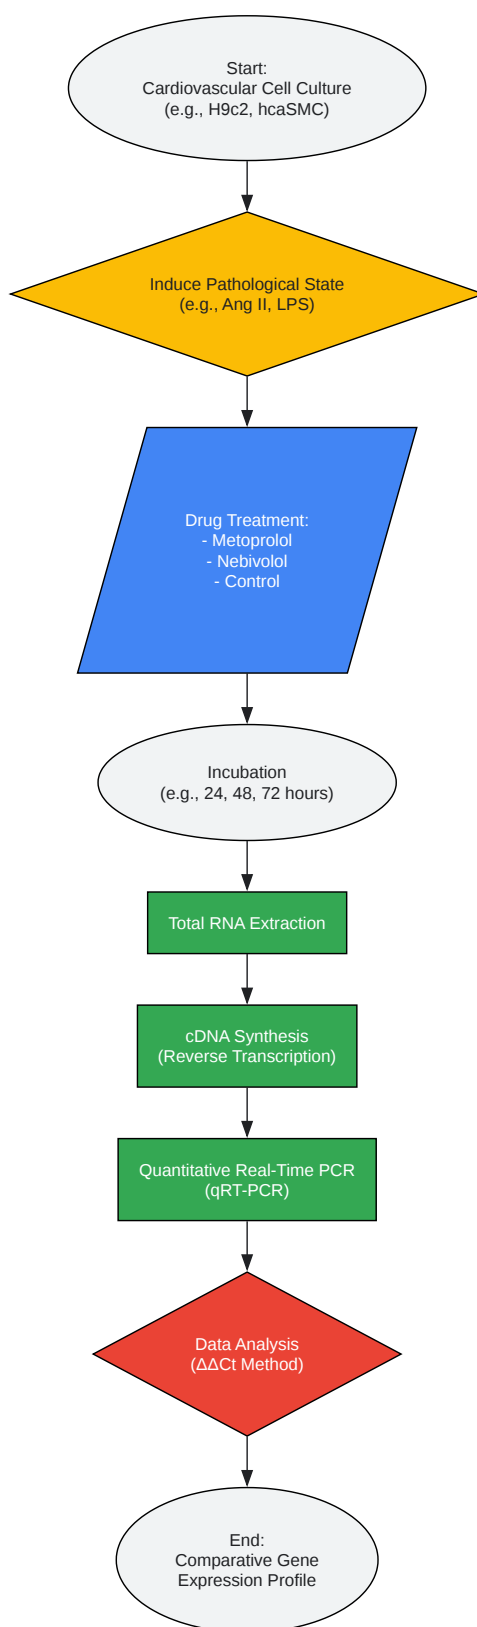 Start:
Cardiovascular Cell Culture
(e.g., H9c2, hcaSMC)
Induce Pathological State
(e.g., Ang II, LPS)
Drug Treatment:
- Metoprolol
- Nebivolol
- Control
Incubation
(e.g., 24, 48, 72 hours)
Total RNA Extraction
cDNA Synthesis
(Reverse Transcription)
Quantitative Real-Time PCR
(qRT-PCR)
Data Analysis
(ΔΔCt Method)
End:
Comparative Gene
Expression Profile